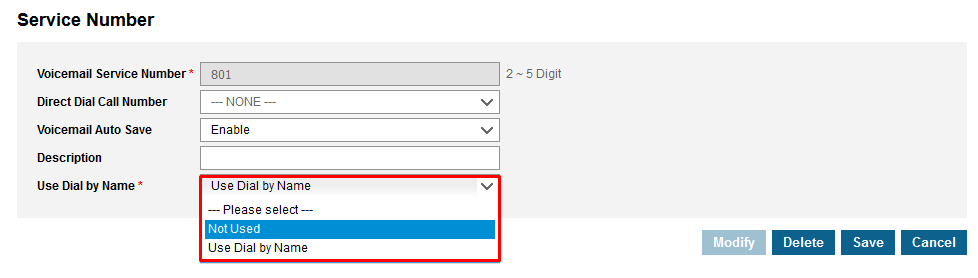 Service Number
Voicemail Service Number * 801 2 ~ 5 Digit
Direct Dial Call Number --- NONE ---
Voicemail Auto Save Enable
Description
Use Dial by Name * Use Dial by Name
--- Please select ---
Not Used
Use Dial by Name
Modify Delete Save Cancel